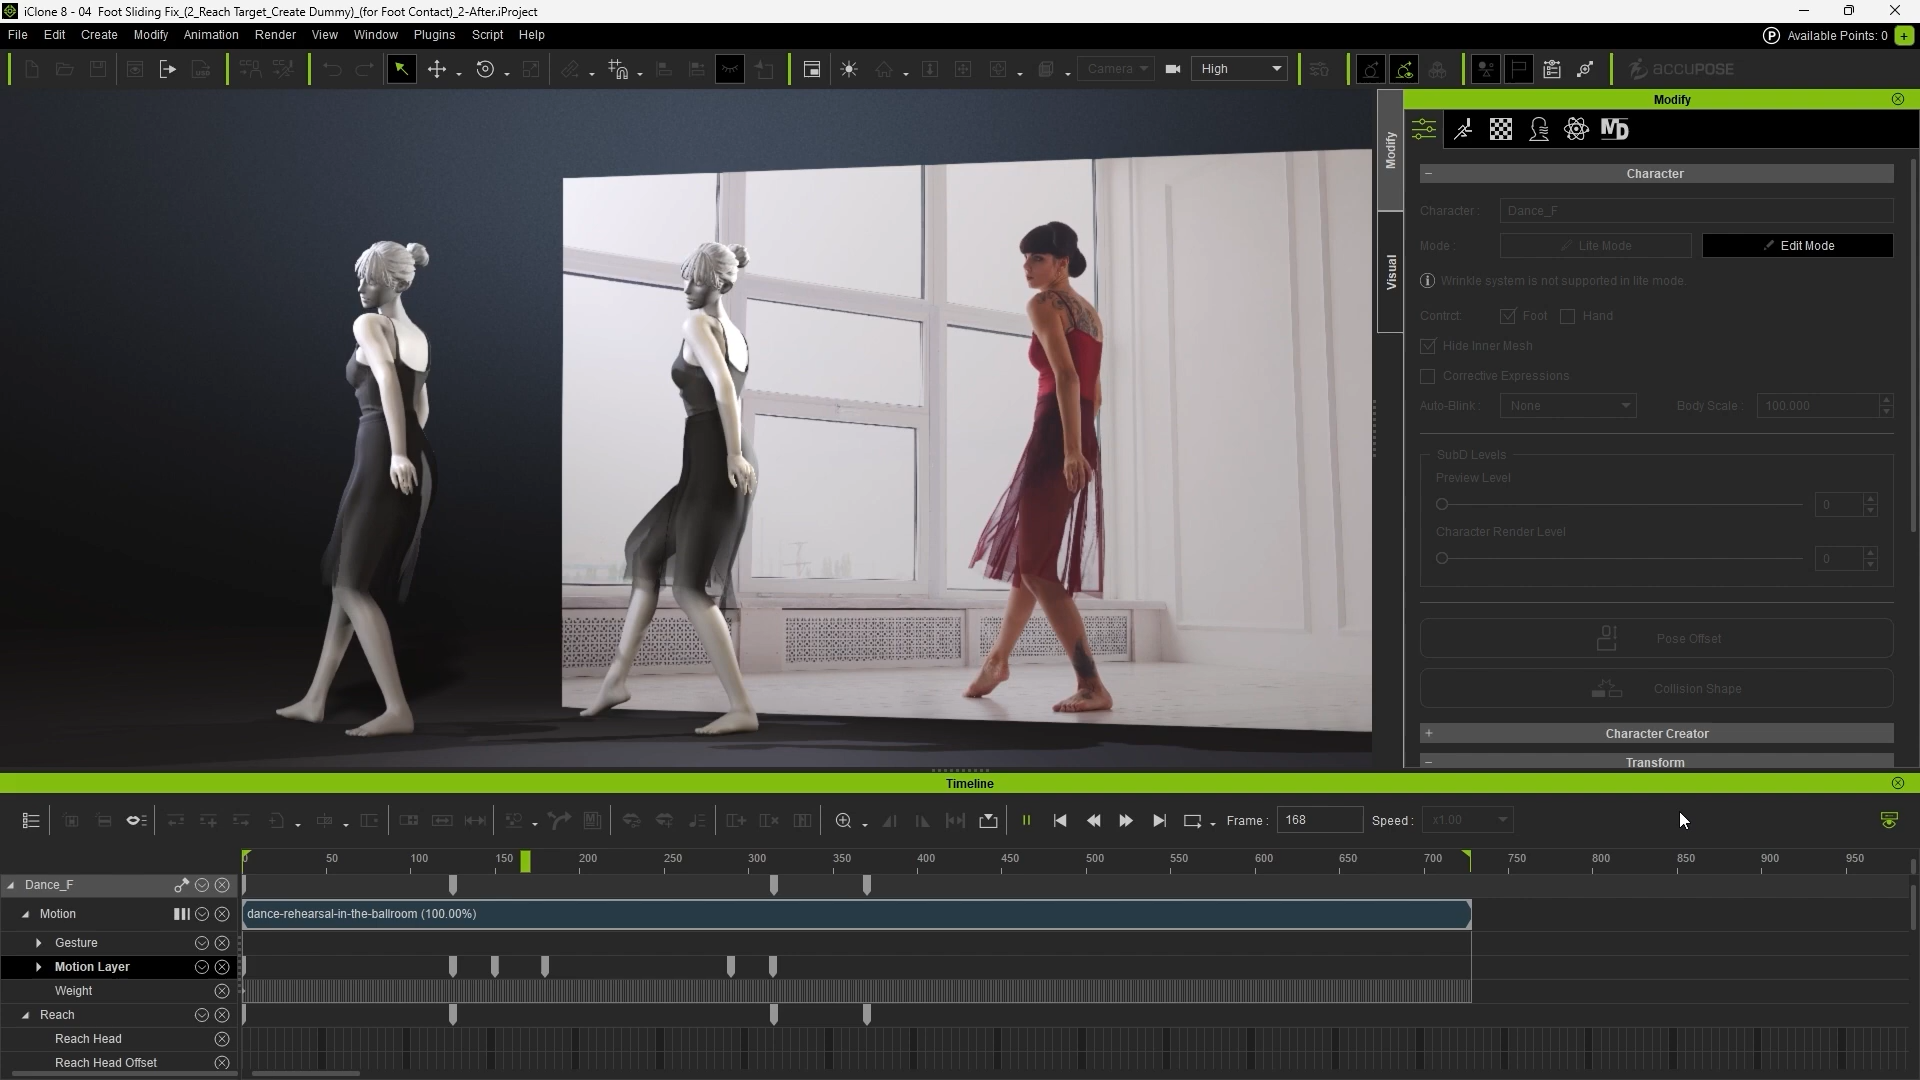 iClone 8 - 04 Foot Sliding Fix_(2_Reach Target_Create Dummy)_(for Foot Contact)_2-After.iProject
File Edit Create Modify Animation Render View Window Plugins Script Help
P Available Points: 0 +
Camera High ACCUPOSE
Modify
MD
Modify
Visual
− Character
Character : Dance_F
Mode : Lite Mode Edit Mode
Wrinkle system is not supported in lite mode.
Contrct: Foot Hand
Hide Inner Mesh
Corrective Expressions
Auto-Blink : None Body Scale : 100.000
SubD Levels
Preview Level
0
Character Render Level
0
Pose Offset
Collision Shape
+ Character Creator
− Transform
Timeline
Frame : 168 Speed : x1.00
0 50 100 150 200 250 300 350 400 450 500 550 600 650 700 750 800 850 900 950
Dance_F
Motion dance-rehearsal-in-the-ballroom (100.00%)
Gesture
Motion Layer
Weight
Reach
Reach Head
Reach Head Offset